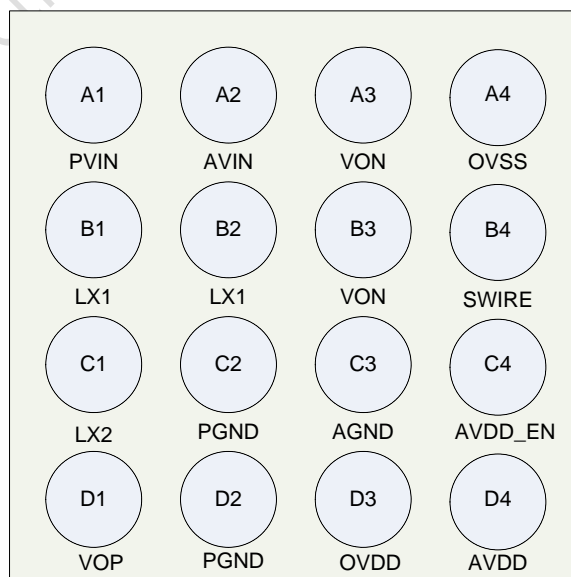 A1 A2 A3 A4
PVIN AVIN VON OVSS
B1 B2 B3 B4
LX1 LX1 VON SWIRE
C1 C2 C3 C4
LX2 PGND AGND AVDD_EN
D1 D2 D3 D4
VOP PGND OVDD AVDD